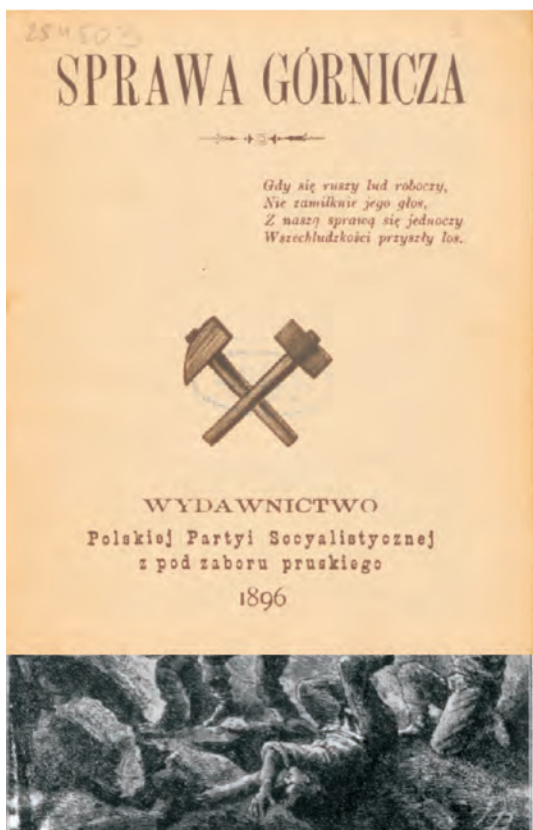 254503
SPRAWA GÓRNICZA
Gdy się ruszy lud roboczy,
Nie zamilknie jego głos,
Z naszą sprawą się jednoczy
Wszechludzkości przyszły los.
WYDAWNICTWO
Polskiej Partyi Socyalistycznej
z pod zaboru pruskiego
1896